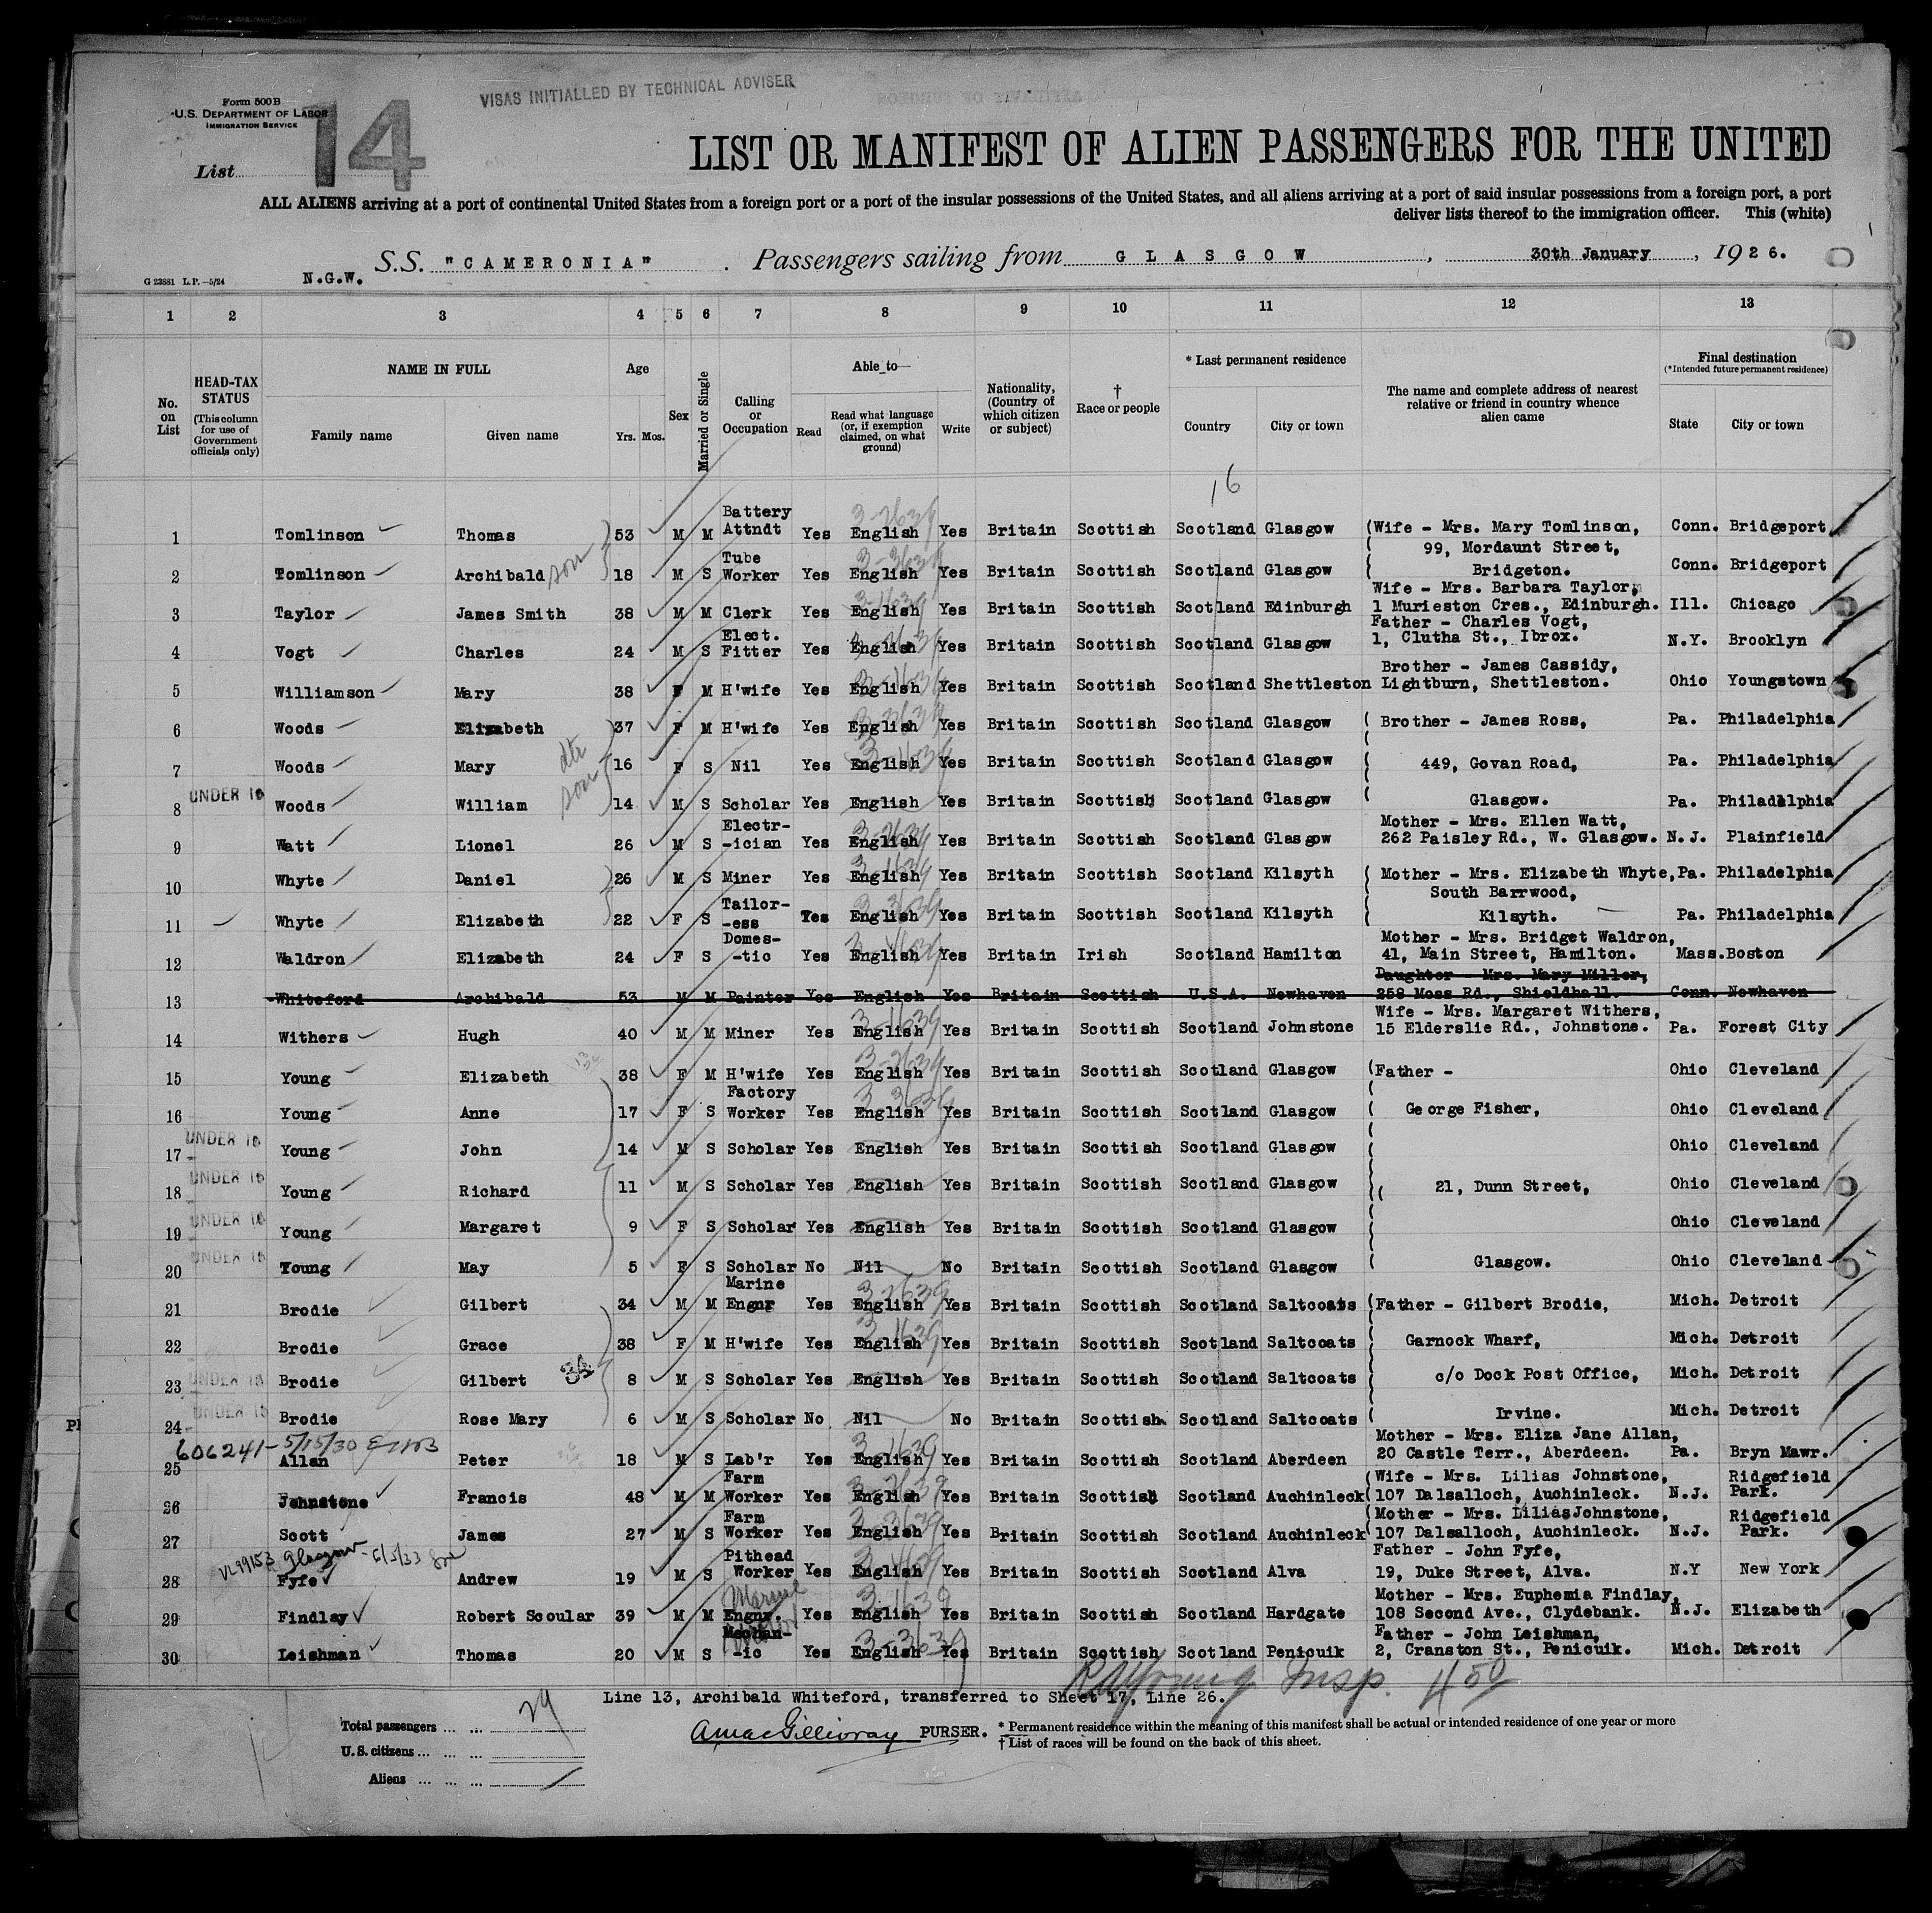 VISAS INITIALLED BY TECHNICAL ADVISER
Form 500 B
U.S. DEPARTMENT OF LABOR
IMMIGRATION SERVICE
List 14
LIST OR MANIFEST OF ALIEN PASSENGERS FOR THE UNITED
ALL ALIENS arriving at a port of continental United States from a foreign port or a port of the insular possessions of the United States, and all aliens arriving at a port of said insular possessions from a foreign port, a port
deliver lists thereof to the immigration officer. This (white)
G 23881 L.P.—5/24 N.G.W. S.S. "CAMERONIA". Passengers sailing from GLASGOW, 30th January, 1926.
1 2 3 4 5 6 7 8 9 10 11 12 13
No. on List
HEAD-TAX STATUS (This column for use of Government officials only)
NAME IN FULL
Family name Given name
Age
Yrs. Mos.
Sex
Married or Single
Calling or Occupation
Able to
Read Read what language (or, if exemption claimed, on what ground) Write
Nationality, (Country of which citizen or subject)
† Race or people
* Last permanent residence
Country City or town
The name and complete address of nearest relative or friend in country whence alien came
Final destination
(*Intended future permanent residence)
State City or town
16
1 Tomlinson Thomas 53 M M Battery Attndt Yes English Yes Britain Scottish Scotland Glasgow (Wife - Mrs. Mary Tomlinson, Conn. Bridgeport
99, Mordaunt Street,
2 Tomlinson Archibald son 18 M S Tube Worker Yes English Yes Britain Scottish Scotland Glasgow Bridgeton. Conn. Bridgeport
3 Taylor James Smith 38 M M Clerk Yes English Yes Britain Scottish Scotland Edinburgh Wife - Mrs. Barbara Taylor, 1 Murieston Cres., Edinburgh. Ill. Chicago
4 Vogt Charles 24 M S Elect. Fitter Yes English Yes Britain Scottish Scotland Glasgow Father - Charles Vogt, 1, Clutha St., Ibrox. N.Y. Brooklyn
5 Williamson Mary 38 F M H'wife Yes English Yes Britain Scottish Scotland Shettleston Brother - James Cassidy, Lightburn, Shettleston. Ohio Youngstown
6 Woods Elizabeth 37 F M H'wife Yes English Yes Britain Scottish Scotland Glasgow ( Brother - James Ross, Pa. Philadelphia
7 Woods Mary dtr 16 F S Nil Yes English Yes Britain Scottish Scotland Glasgow ( 449, Govan Road, Pa. Philadelphia
8 UNDER 16 Woods William son 14 M S Scholar Yes English Yes Britain Scottish Scotland Glasgow ( Glasgow. Pa. Philadelphia
9 Watt Lionel 26 M S Electr- -ician Yes English Yes Britain Scottish Scotland Glasgow Mother - Mrs. Ellen Watt, 262 Paisley Rd., W. Glasgow. N.J. Plainfield
10 Whyte Daniel 26 M S Miner Yes English Yes Britain Scottish Scotland Kilsyth ( Mother - Mrs. Elizabeth Whyte, Pa. Philadelphia
South Barrwood,
11 Whyte Elizabeth 22 F S Tailor- -ess Yes English Yes Britain Scottish Scotland Kilsyth ( Kilsyth. Pa. Philadelphia
12 Waldron Elizabeth 24 F S Domes- -tic Yes English Yes Britain Irish Scotland Hamilton Mother - Mrs. Bridget Waldron, 41, Main Street, Hamilton. Mass. Boston
13 Whiteford Archibald 53 M M Painter Yes English Yes Britain Scottish U.S.A. Newhaven Daughter - Mrs. Mary Miller, 258 Moss Rd., Shieldhall. Conn. Newhaven
14 Withers Hugh 40 M M Miner Yes English Yes Britain Scottish Scotland Johnstone Wife - Mrs. Margaret Withers, 15 Elderslie Rd., Johnstone. Pa. Forest City
15 Young Elizabeth 38 F M H'wife Yes English Yes Britain Scottish Scotland Glasgow (Father - Ohio Cleveland
16 Young Anne 17 F S Factory Worker Yes English Yes Britain Scottish Scotland Glasgow ( George Fisher, Ohio Cleveland
17 UNDER 16 Young John 14 M S Scholar Yes English Yes Britain Scottish Scotland Glasgow Ohio Cleveland
18 UNDER 16 Young Richard 11 M S Scholar Yes English Yes Britain Scottish Scotland Glasgow ( 21, Dunn Street, Ohio Cleveland
19 UNDER 16 Young Margaret 9 F S Scholar Yes English Yes Britain Scottish Scotland Glasgow Ohio Cleveland
20 UNDER 16 Young May 5 F S Scholar No Nil No Britain Scottish Scotland Glasgow ( Glasgow. Ohio Cleveland
21 Brodie Gilbert 34 M M Marine Engnr Yes English Yes Britain Scottish Scotland Saltcoats (Father - Gilbert Brodie, Mich. Detroit
22 Brodie Grace 38 F M H'wife Yes English Yes Britain Scottish Scotland Saltcoats Garnock Wharf, Mich. Detroit
23 UNDER 16 Brodie Gilbert 8 M S Scholar Yes English Yes Britain Scottish Scotland Saltcoats c/o Dock Post Office, Mich. Detroit
24 UNDER 16 Brodie Rose Mary 6 M S Scholar No Nil No Britain Scottish Scotland Saltcoats ( Irvine. Mich. Detroit
606241 - 5/15/30
25 Allan Peter 18 M S Lab'r Yes English Yes Britain Scottish Scotland Aberdeen Mother - Mrs. Eliza Jane Allan, 20 Castle Terr., Aberdeen. Pa. Bryn Mawr.
26 Johnstone Francis 48 M M Farm Worker Yes English Yes Britain Scottish Scotland Auchinleck (Wife - Mrs. Lilias Johnstone, (107 Dalsalloch, Auchinleck. N.J. Ridgefield Park.
27 Scott James 27 M S Farm Worker Yes English Yes Britain Scottish Scotland Auchinleck (Mother - Mrs. Lilias Johnstone, (107 Dalsalloch, Auchinleck. N.J. Ridgefield Park.
VL99153 Glasgow - 6/3/33
28 Fyfe Andrew 19 M S Pithead Worker Yes English Yes Britain Scottish Scotland Alva Father - John Fyfe, 19, Duke Street, Alva. N.Y New York
29 Findlay Robert Scoular 39 M M Marine Engnr. Yes English Yes Britain Scottish Scotland Hardgate Mother - Mrs. Euphemia Findlay, 108 Second Ave., Clydebank. N.J. Elizabeth
30 Leishman Thomas 20 M S Mechan- -ic Yes English Yes Britain Scottish Scotland Penicuik Father - John Leishman, 2, Cranston St., Penicuik. Mich. Detroit
Line 13, Archibald Whiteford, transferred to Sheet 17, Line 26.
Young Insp.
Total passengers ... ... 29
U.S. citizens ... ... ...
Aliens ... ... ...
A MacGillivray PURSER.
* Permanent residence within the meaning of this manifest shall be actual or intended residence of one year or more
† List of races will be found on the back of this sheet.